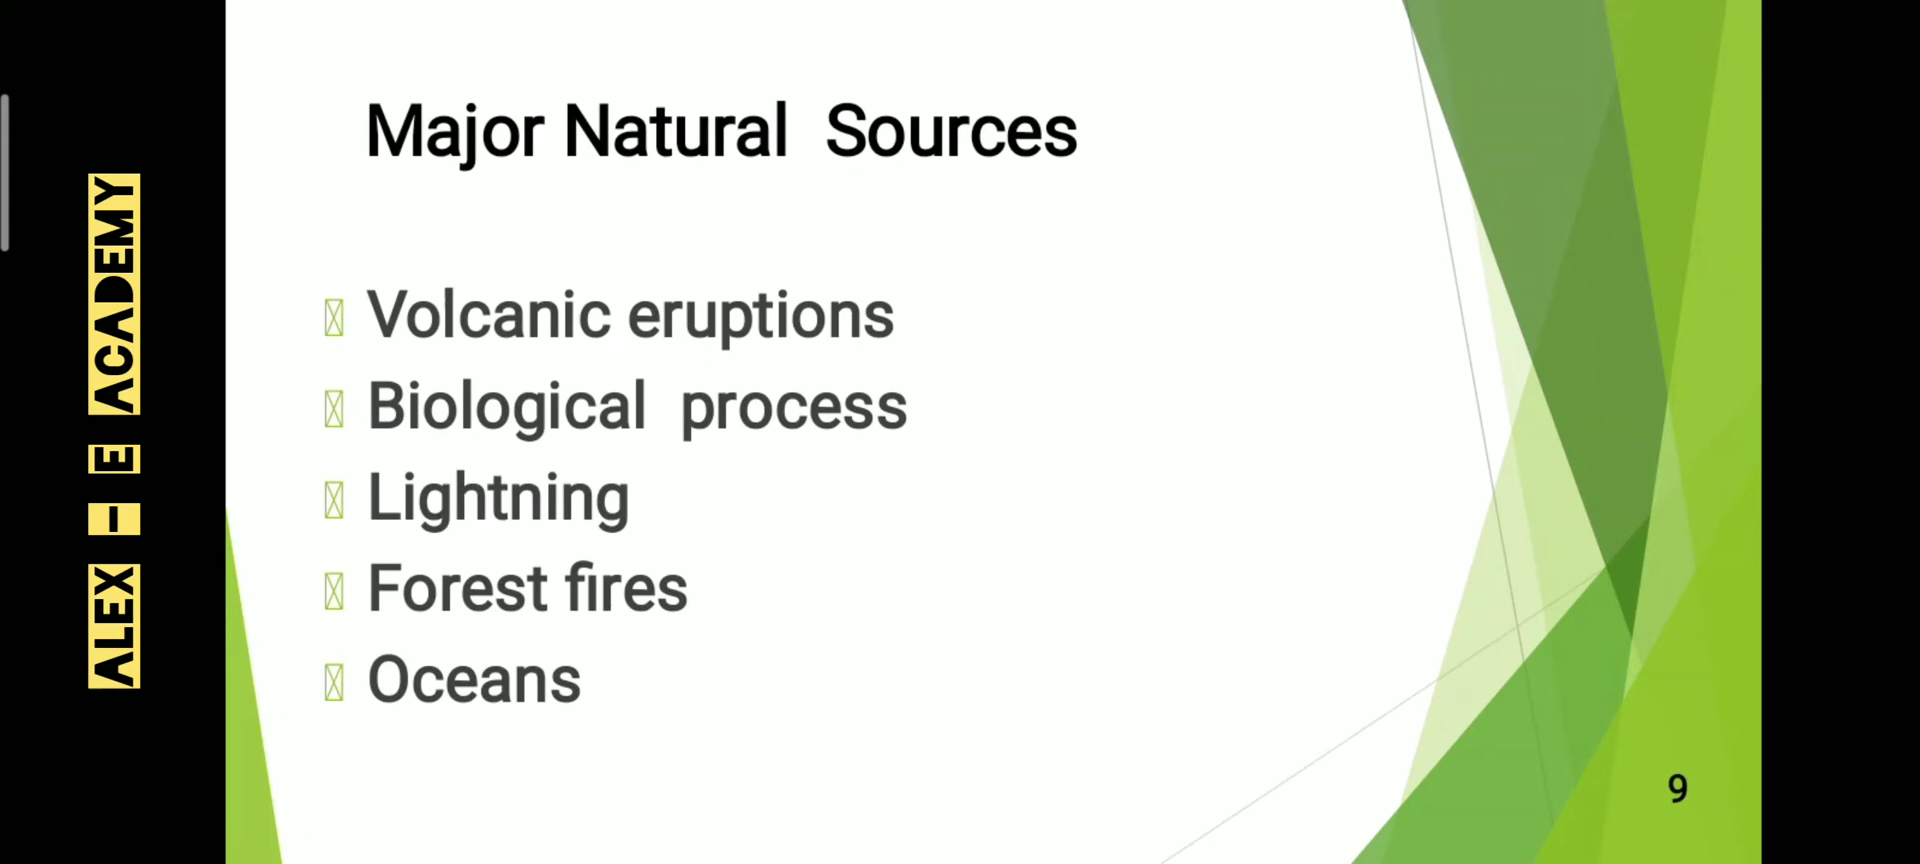 ALEX - E ACADEMY
Major Natural Sources
Volcanic eruptions
Biological process
Lightning
Forest fires
Oceans
9